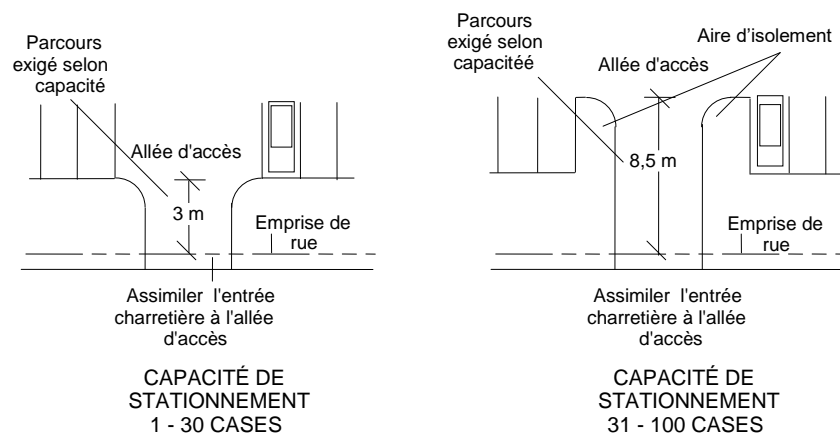 Parcours
exigé selon
capacité
Allée d'accès
3 m
Emprise de
rue
Assimiler l'entrée
charretière à l'allée
d'accès
CAPACITÉ DE
STATIONNEMENT
1 - 30 CASES
Parcours
exigé selon
capacitéé
Aire d'isolement
Allée d'accès
8,5 m
Emprise de
rue
Assimiler l'entrée
charretière à l'allée
d'accès
CAPACITÉ DE
STATIONNEMENT
31 - 100 CASES